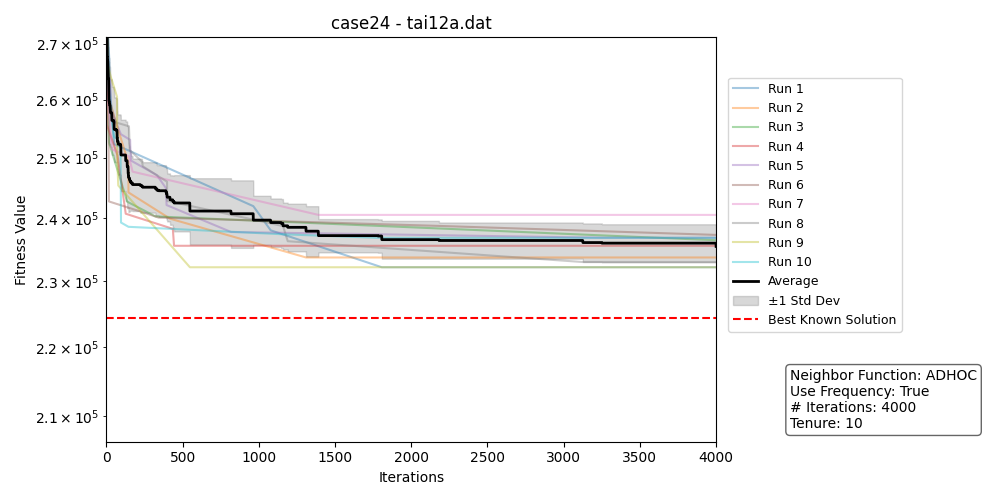 case24 - tai12a.dat
Fitness Value
2.7 × 10⁵
2.6 × 10⁵
2.5 × 10⁵
2.4 × 10⁵
2.3 × 10⁵
2.2 × 10⁵
2.1 × 10⁵
0 500 1000 1500 2000 2500 3000 3500 4000
Iterations
Run 1
Run 2
Run 3
Run 4
Run 5
Run 6
Run 7
Run 8
Run 9
Run 10
Average
±1 Std Dev
Best Known Solution
Neighbor Function: ADHOC
Use Frequency: True
# Iterations: 4000
Tenure: 10